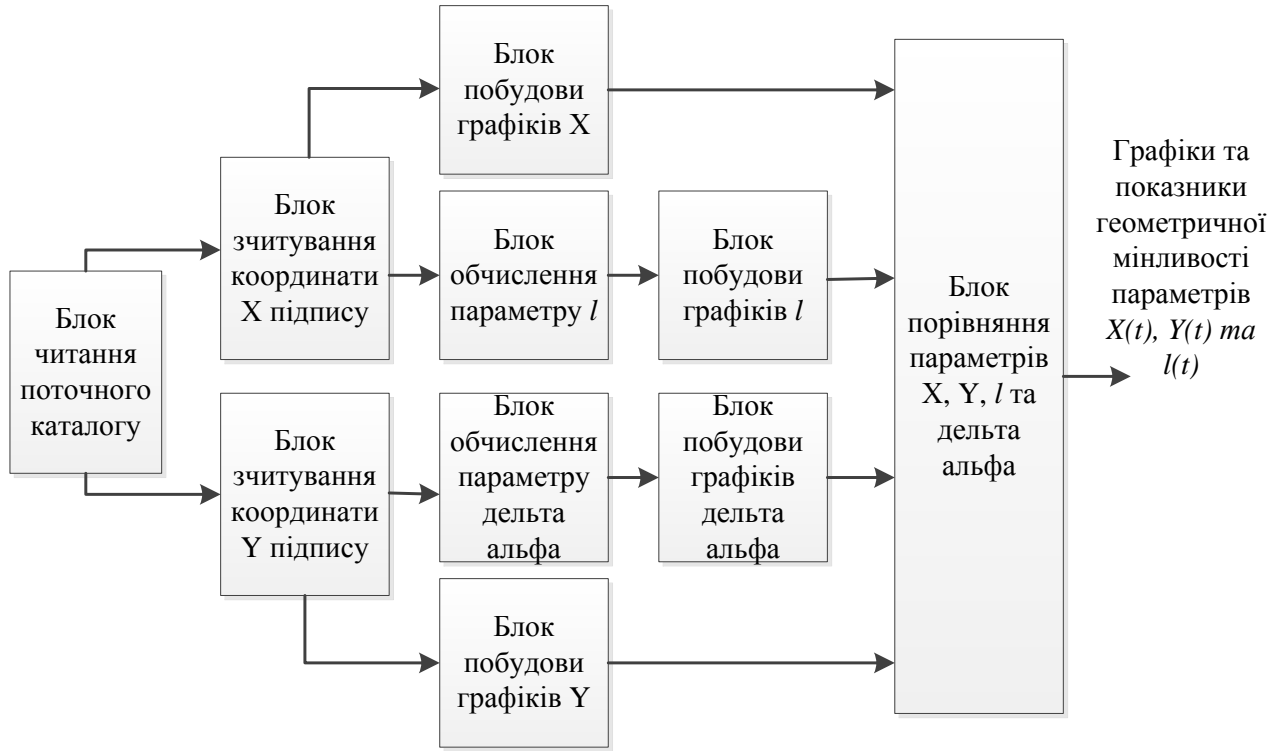 Блок
побудови
графіків X
Блок
зчитування
координати
X підпису
Блок
обчислення
параметру l
Блок
побудови
графіків l
Блок
читання
поточного
каталогу
Блок
зчитування
координати
Y підпису
Блок
обчислення
параметру
дельта
альфа
Блок
побудови
графіків
дельта
альфа
Блок
побудови
графіків Y
Блок
порівняння
параметрів
X, Y, l та
дельта
альфа
Графіки та
показники
геометричної
мінливості
параметрів
X(t), Y(t) та
l(t)